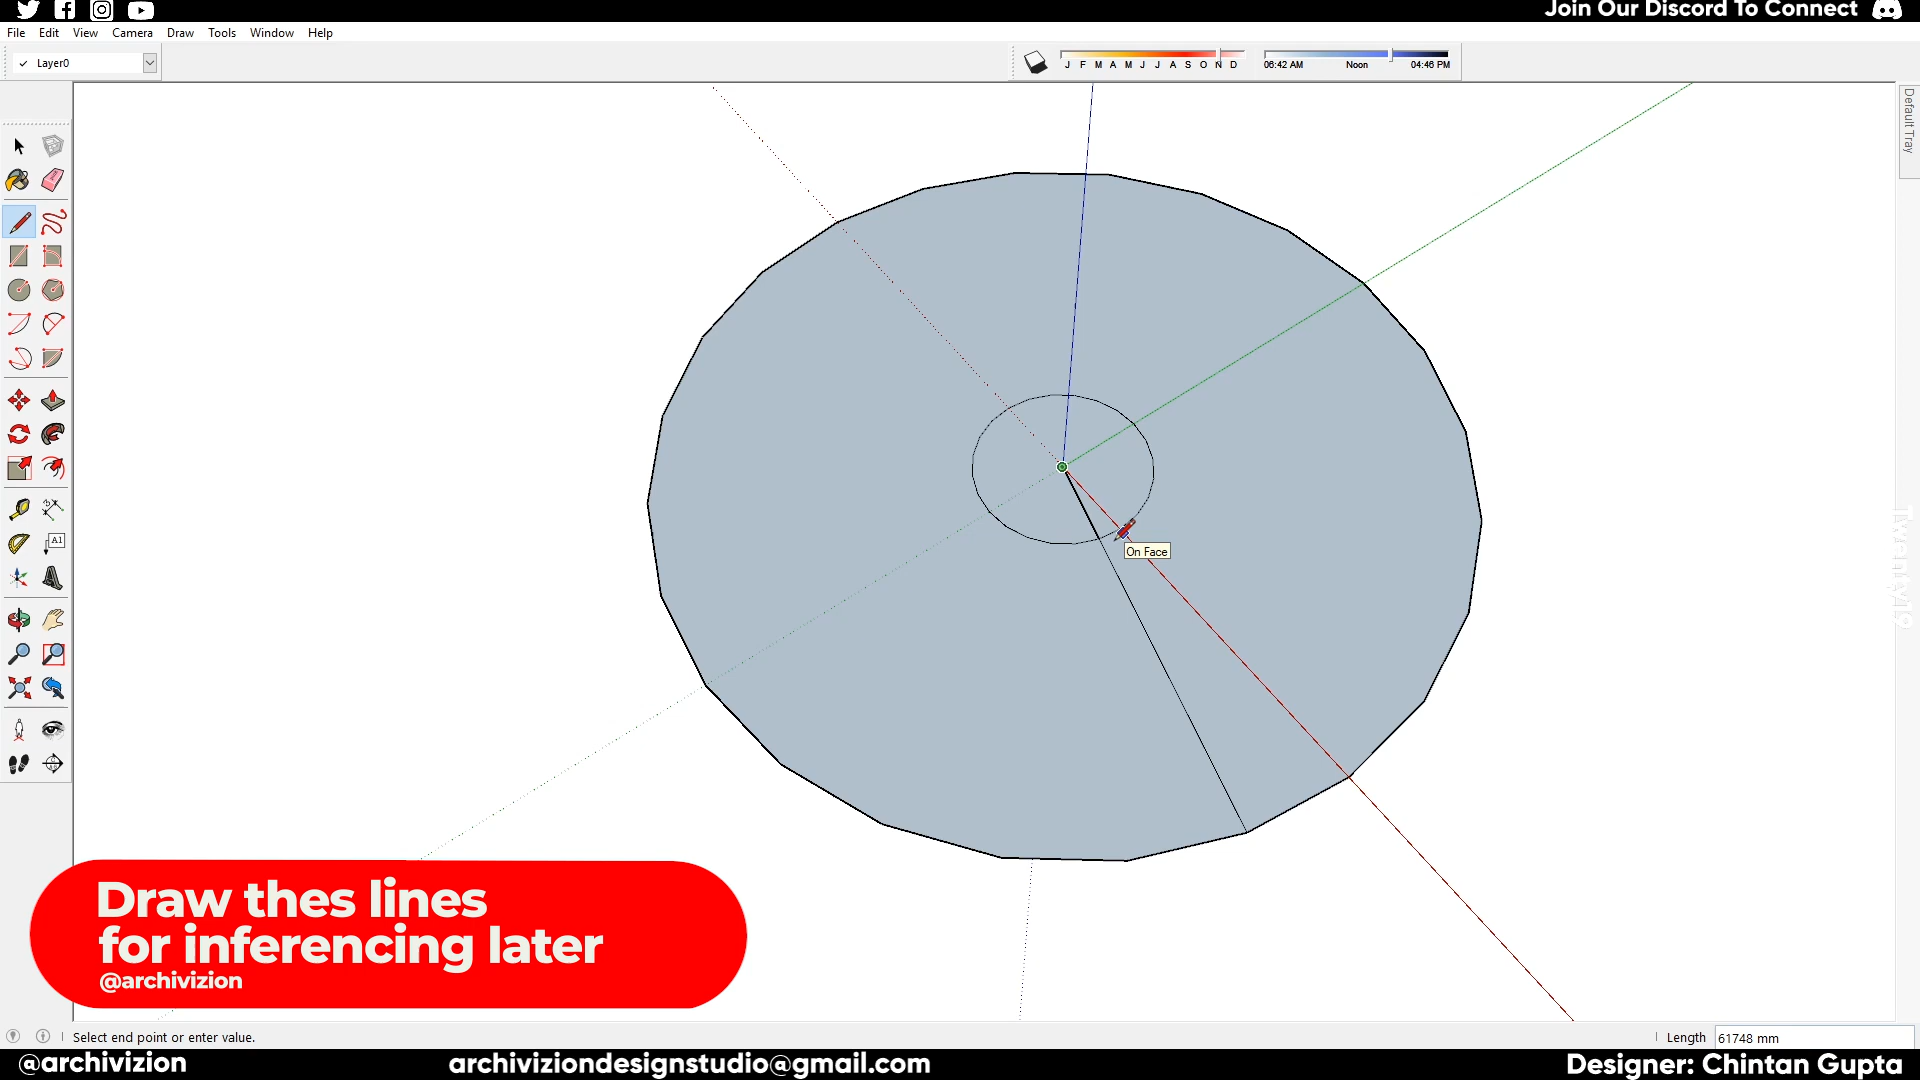 Join Our Discord To Connect
File Edit View Camera Draw Tools Window Help
Layer0
J F M A M J J A S O N D
06:42 AM Noon 04:46 PM
Default Tray
A1
On Face
Draw thes lines
for inferencing later
@archivizion
Select end point or enter value.
Length 61748 mm
@archivizion
archiviziondesignstudio@gmail.com
Designer: Chintan Gupta